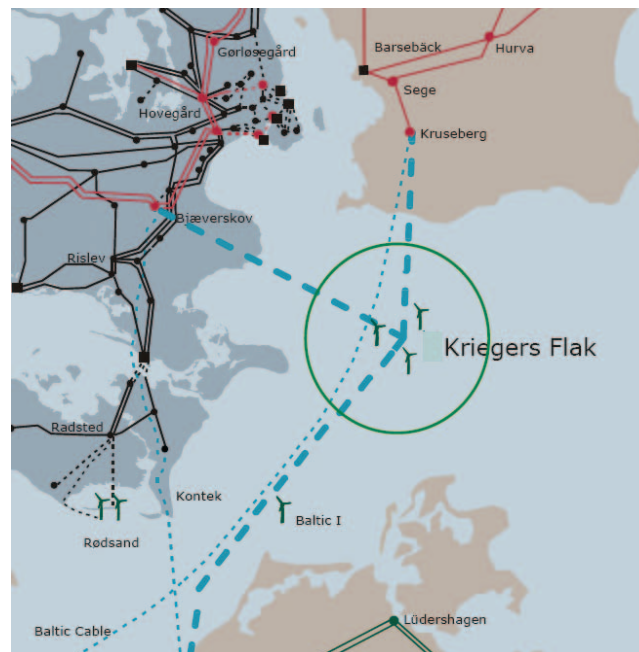 Gørløsegård
Hurva
Barsebäck
Sege
Hovegård
Kruseberg
Bjæverskov
Rislev
Kriegers Flak
Radsted
Kontek
Baltic I
Rødsand
Lüdershagen
Baltic Cable